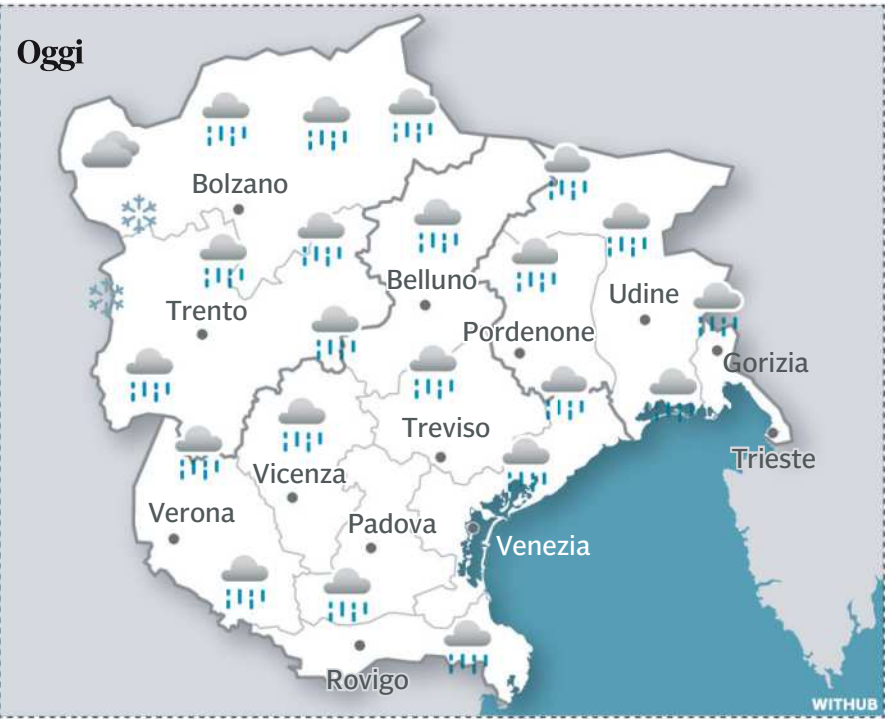 Oggi
Bolzano
Belluno
Trento
Udine
Pordenone
Gorizia
Treviso
Trieste
Vicenza
Verona
Padova
Venezia
Rovigo
WITHUB